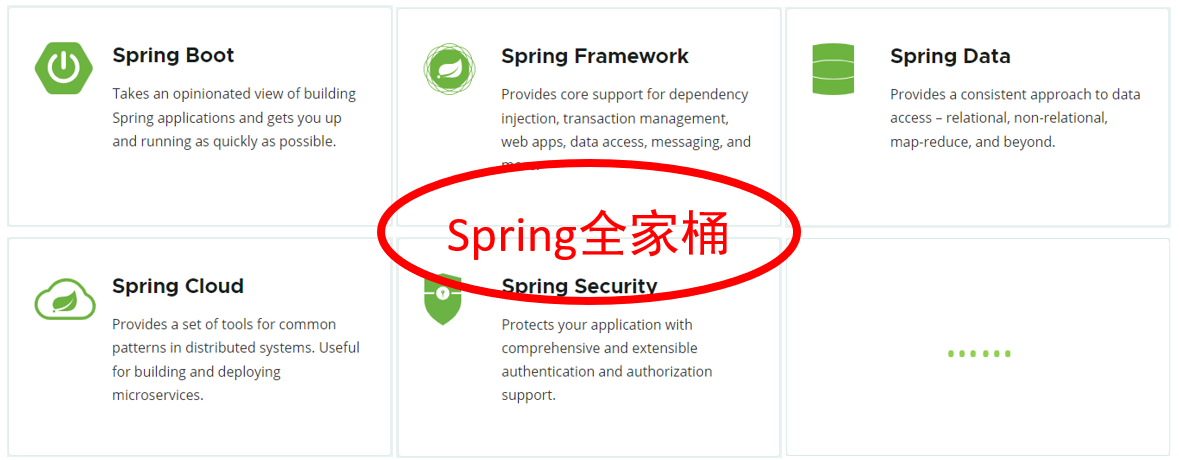 Spring Boot
Takes an opinionated view of building
Spring applications and gets you up
and running as quickly as possible.
Spring Framework
Provides core support for dependency
injection, transaction management,
web apps, data access, messaging, and
Spring Data
Provides a consistent approach to data
access – relational, non-relational,
map-reduce, and beyond.
Spring全家桶
Spring Cloud
Provides a set of tools for common
patterns in distributed systems. Useful
for building and deploying
microservices.
Spring Security
Protects your application with
comprehensive and extensible
authentication and authorization
support.
......